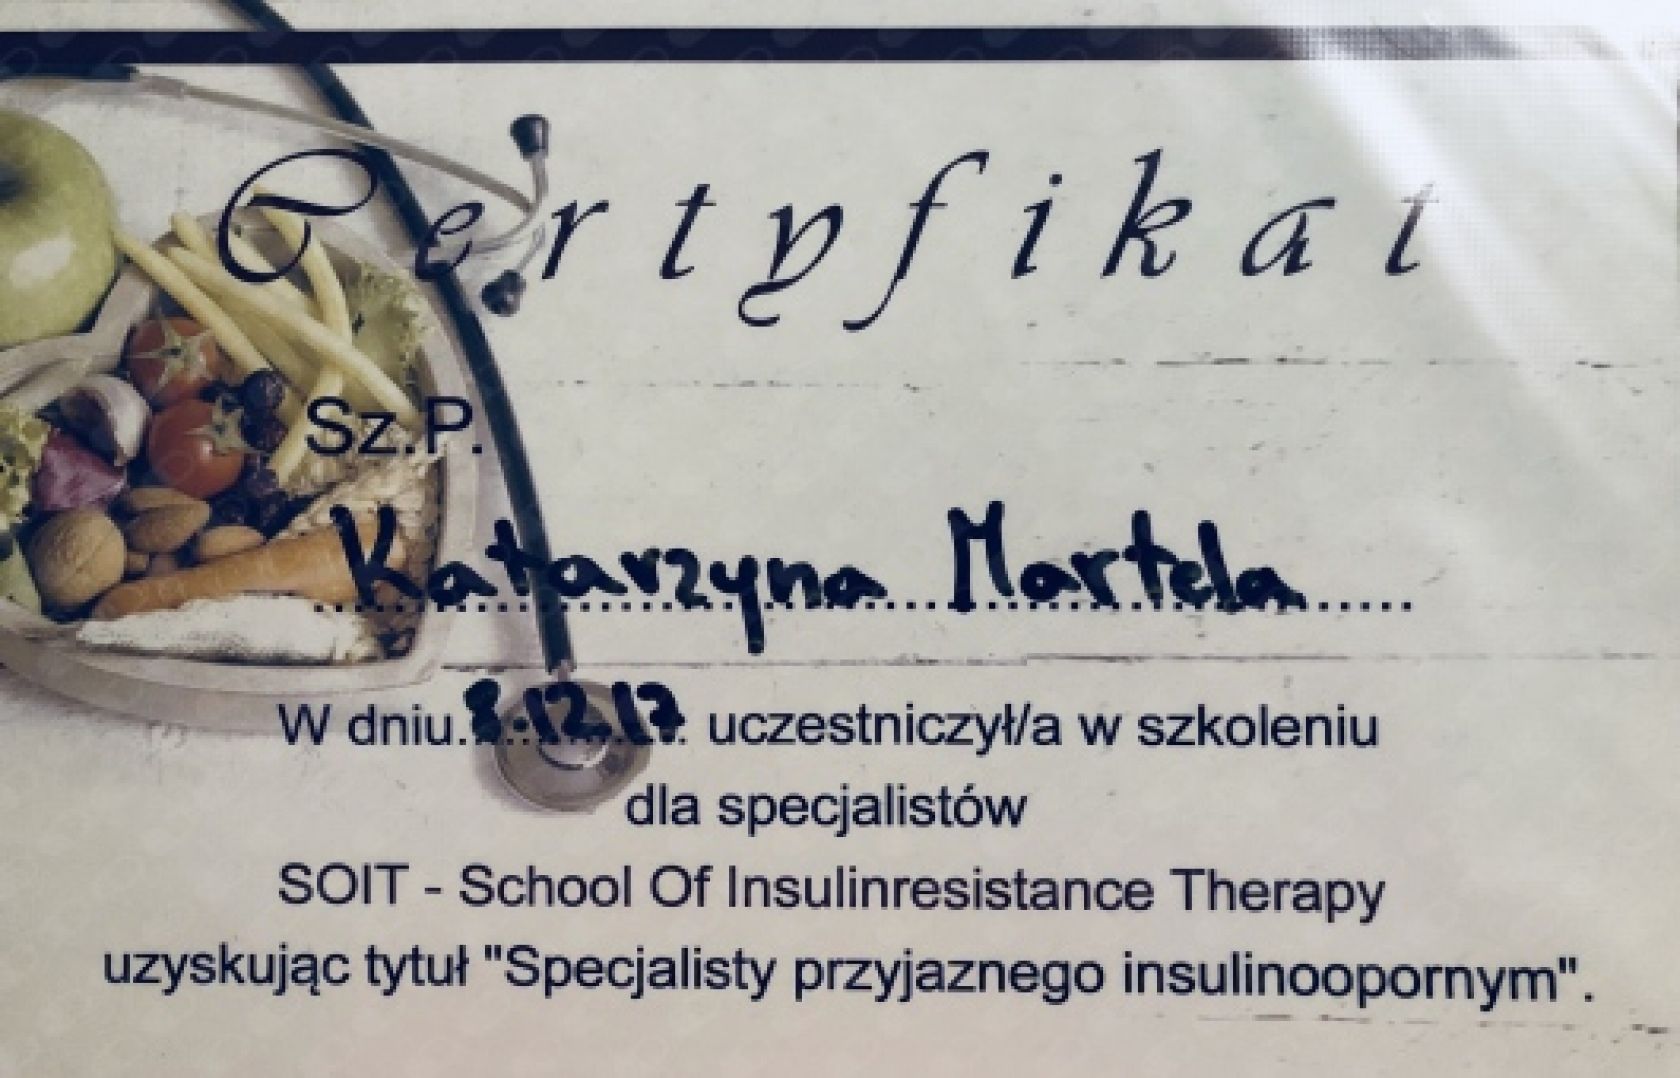 Certyfikat
Sz.P.
Katarzyna Martela
W dniu 8.12.17 uczestniczył/a w szkoleniu
dla specjalistów
SOIT - School Of Insulinresistance Therapy
uzyskując tytuł "Specjalisty przyjaznego insulinoopornym".